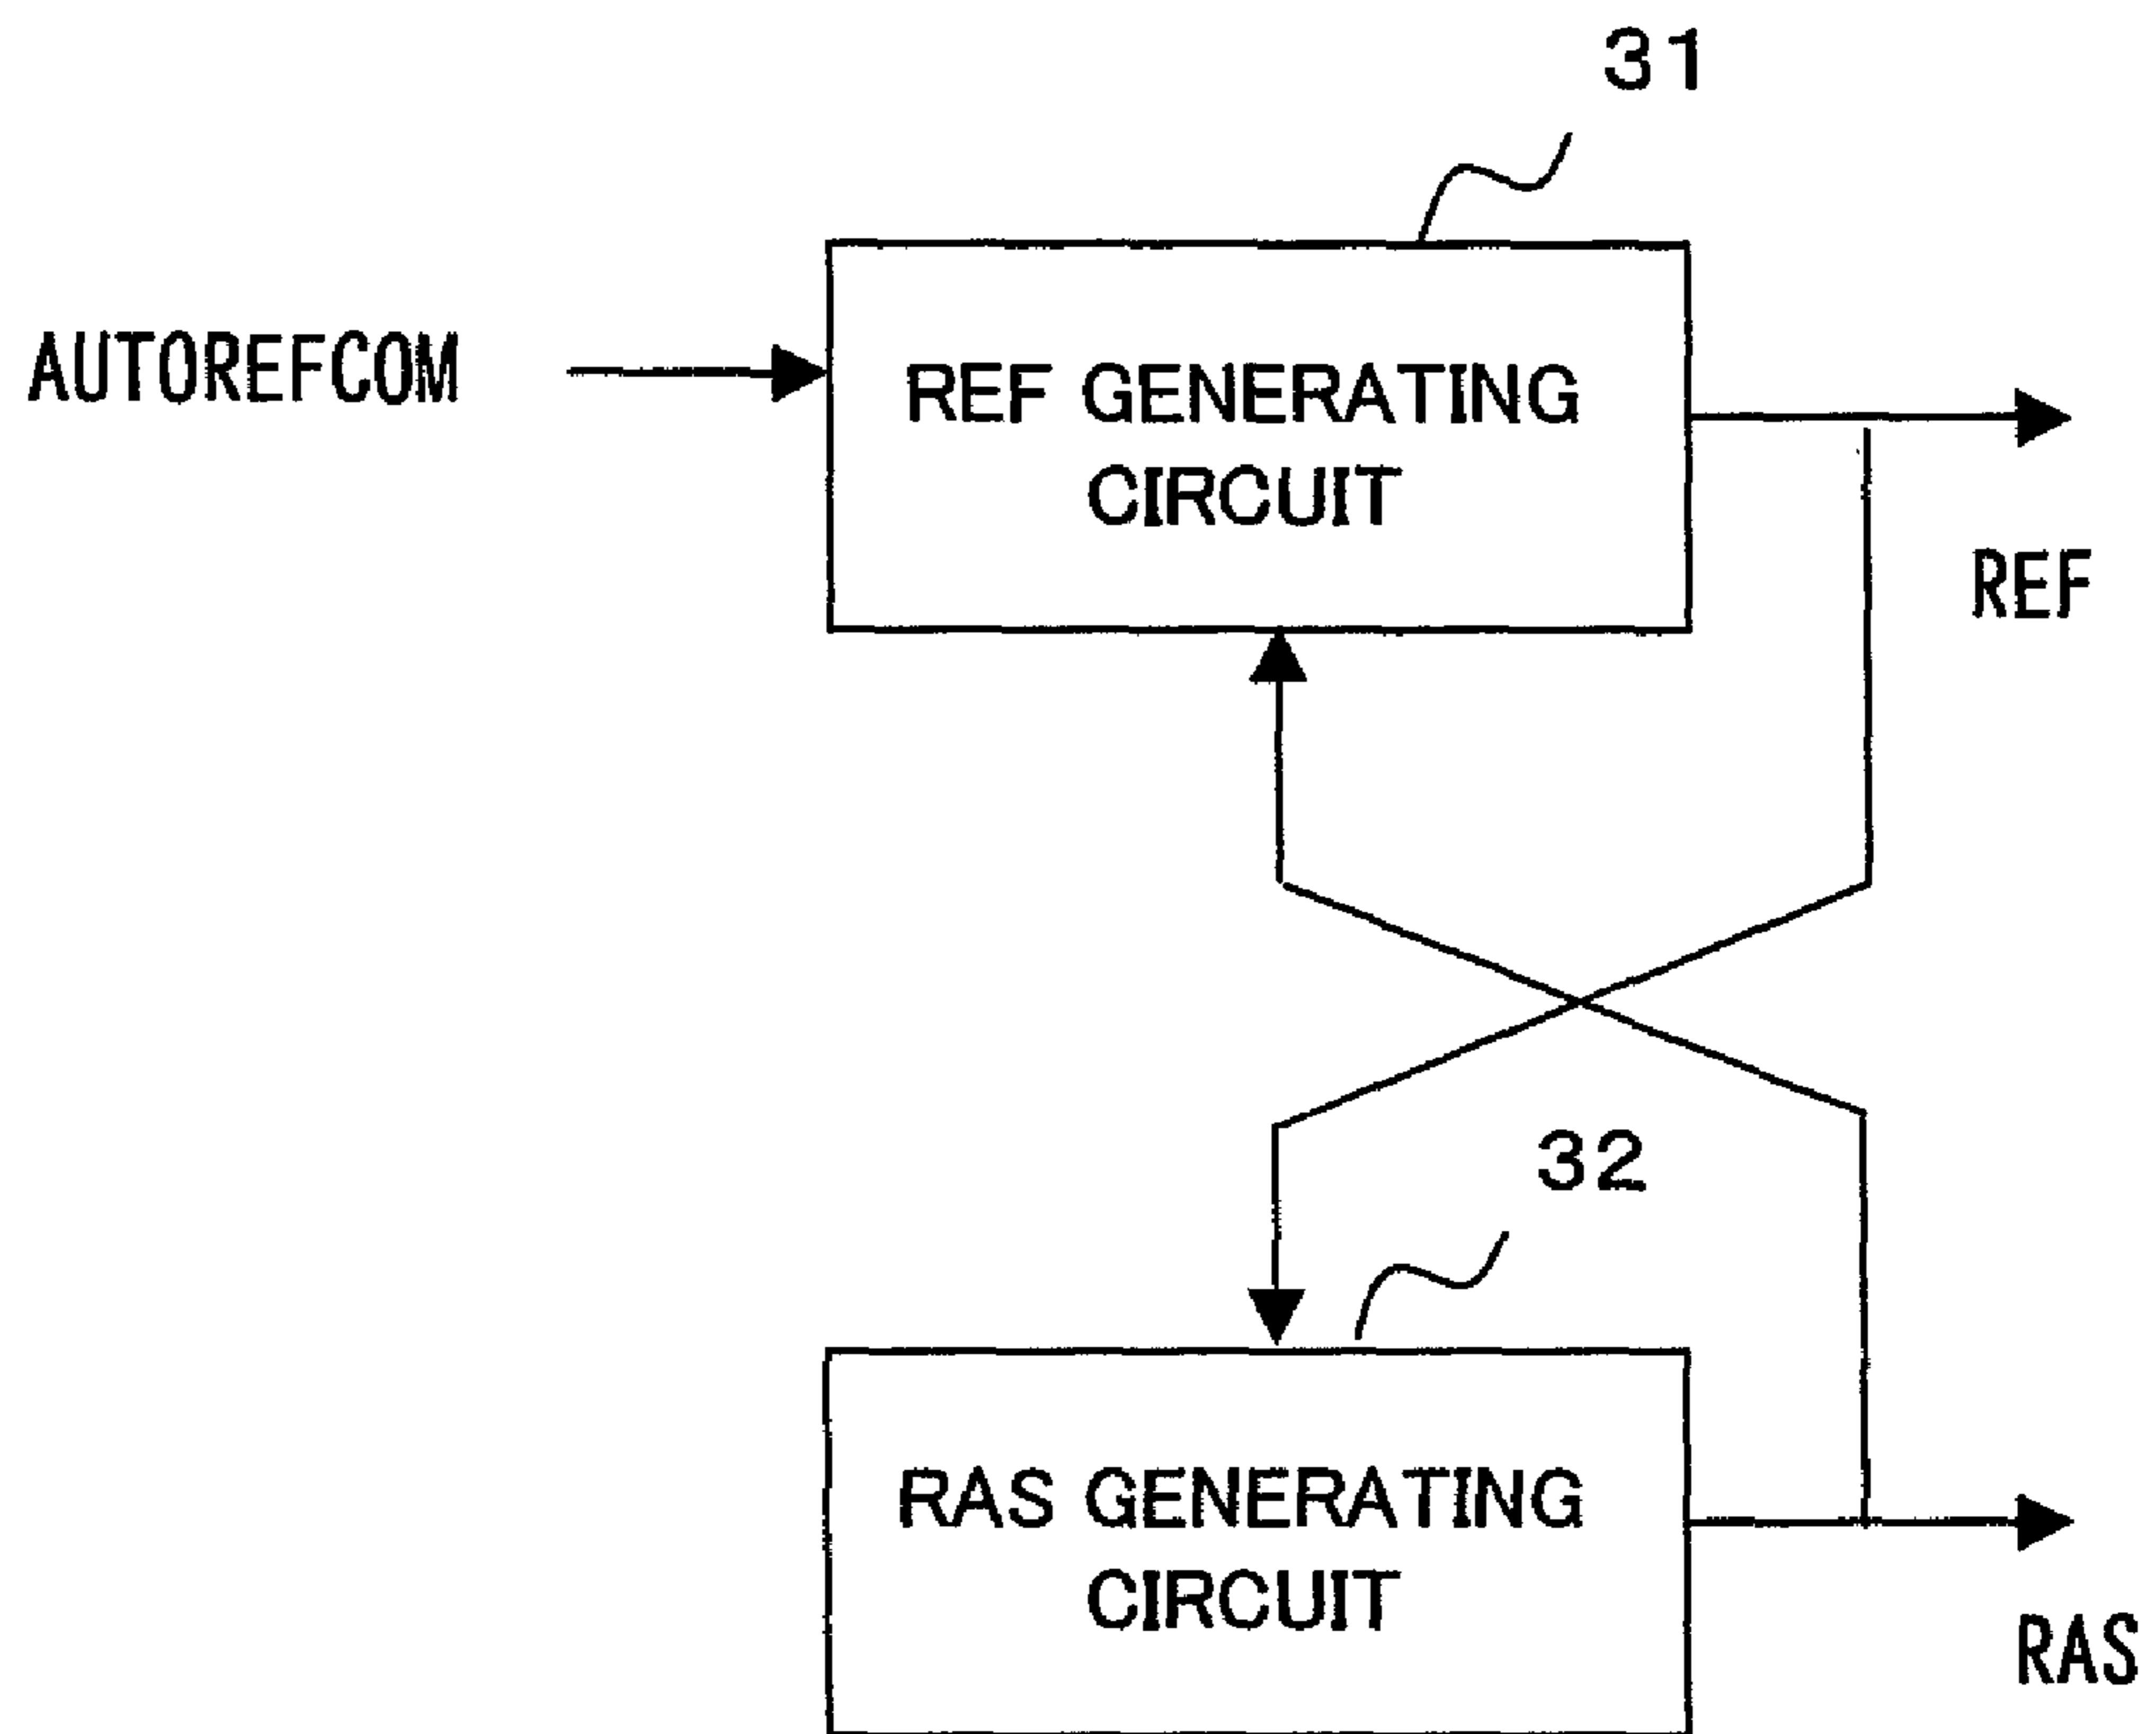 31
AUTOREFCOM
REF GENERATING
CIRCUIT
REF
32
RAS GENERATING
CIRCUIT
RAS